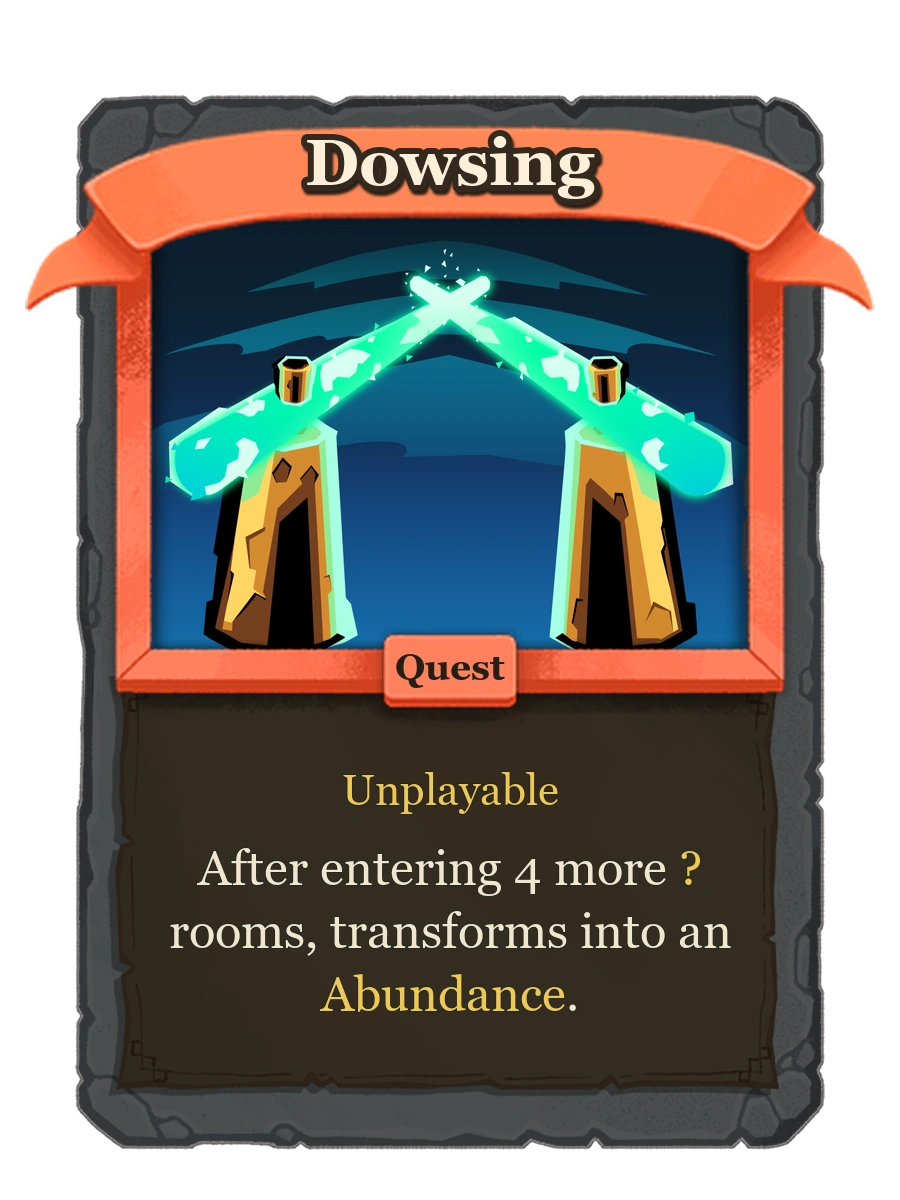 Dowsing
Quest
Unplayable
After entering 4 more ?
rooms, transforms into an
Abundance.